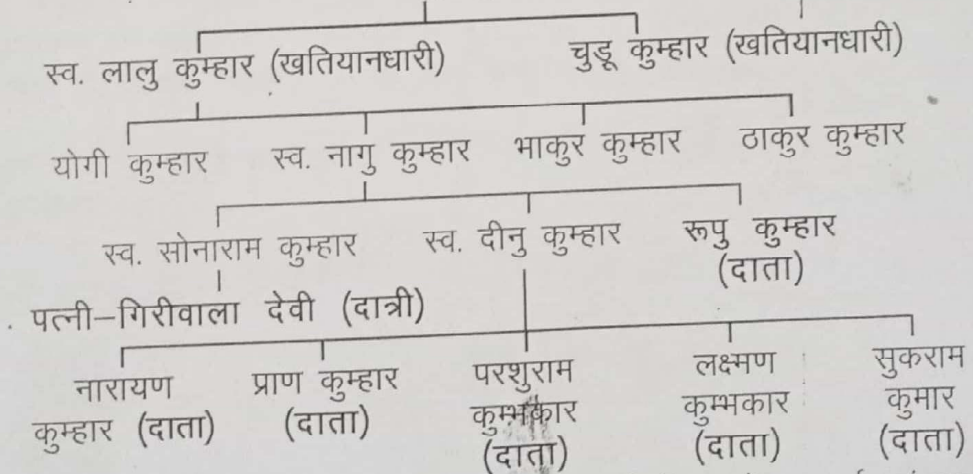 स्व. लालु कुम्हार (खतियानधारी) चुडू कुम्हार (खतियानधारी)
योगी कुम्हार स्व. नागु कुम्हार भाकुर कुम्हार ठाकुर कुम्हार
स्व. सोनाराम कुम्हार स्व. दीनु कुम्हार रूपु कुम्हार
(दाता)
पत्नी–गिरीवाला देवी (दात्री)
नारायण प्राण कुम्हार परशुराम लक्ष्मण सुकराम
कुम्हार (दाता) (दाता) कुम्भकार कुम्भकार कुमार
(दाता) (दाता) (दाता)